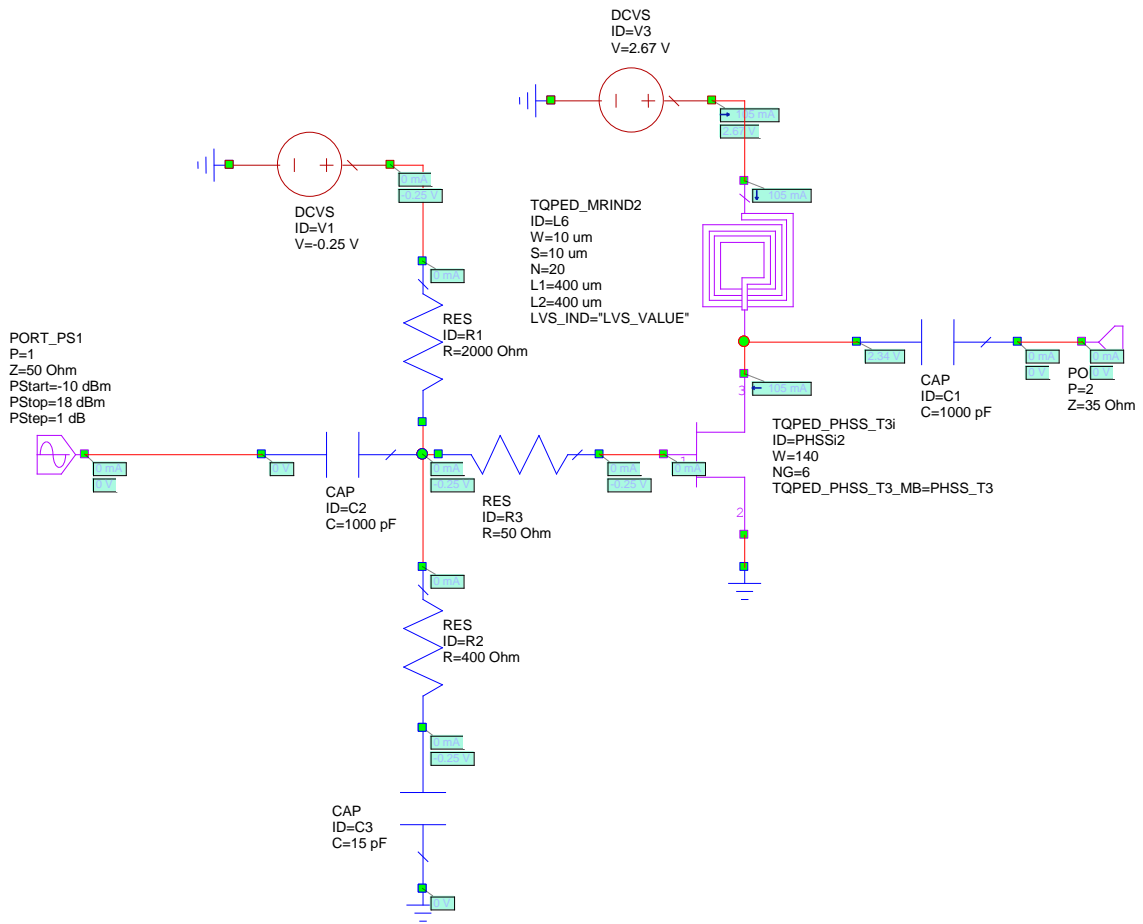 DCVS
ID=V3
V=2.67 V
105 mA
2.67 V
DCVS
ID=V1
V=-0.25 V
0 mA
-0.25 V
105 mA
TQPED_MRIND2
ID=L6
W=10 um
S=10 um
N=20
L1=400 um
L2=400 um
LVS_IND="LVS_VALUE"
0 mA
RES
ID=R1
R=2000 Ohm
PORT_PS1
P=1
Z=50 Ohm
PStart=-10 dBm
PStop=18 dBm
PStep=1 dB
2.34 V
0 mA
0 V
0 mA
0 V
CAP
ID=C1
C=1000 pF
PO
P=2
Z=35 Ohm
105 mA
3
TQPED_PHSS_T3i
ID=PHSSi2
W=140
NG=6
TQPED_PHSS_T3_MB=PHSS_T3
0 mA
0 V
0 V
CAP
ID=C2
C=1000 pF
0 mA
-0.25 V
RES
ID=R3
R=50 Ohm
0 mA
-0.25 V
0 mA
1
2
0 mA
RES
ID=R2
R=400 Ohm
0 mA
-0.25 V
CAP
ID=C3
C=15 pF
0 V